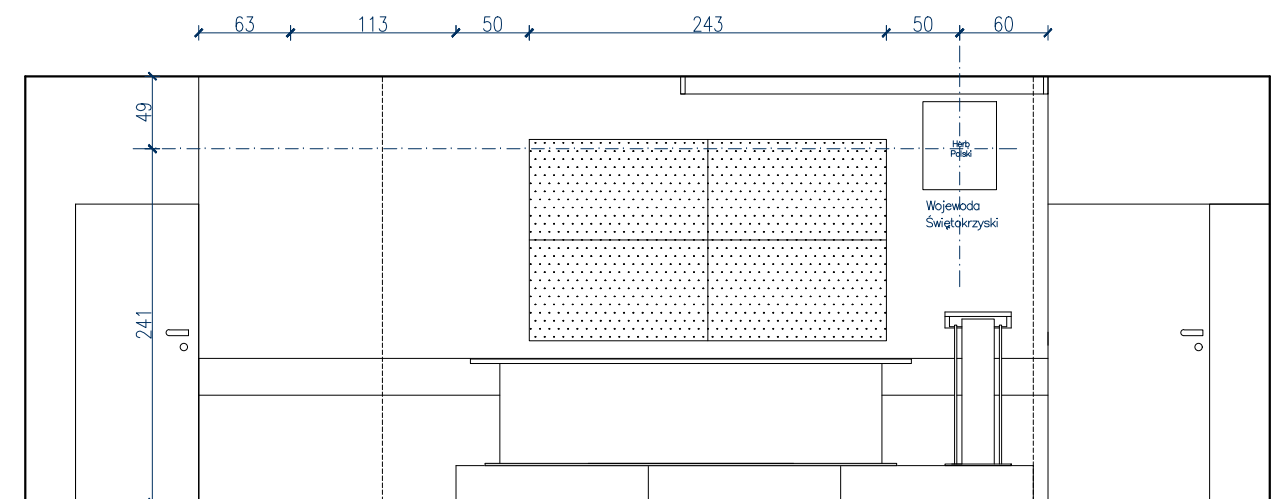 63 113 50 243 50 60
49
Herb
Polski
Wojewoda
Świętokrzyski
241